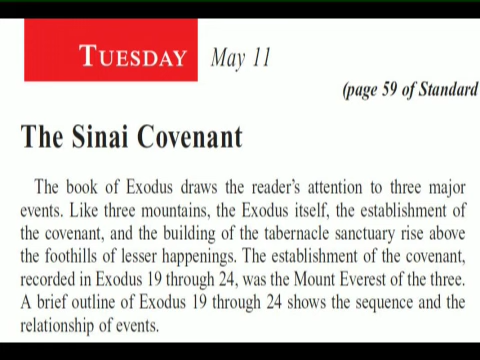 TUESDAY May 11
(page 59 of Standard
The Sinai Covenant
The book of Exodus draws the reader's attention to three major
events. Like three mountains, the Exodus itself, the establishment of
the covenant, and the building of the tabernacle sanctuary rise above
the foothills of lesser happenings. The establishment of the covenant,
recorded in Exodus 19 through 24, was the Mount Everest of the three.
A brief outline of Exodus 19 through 24 shows the sequence and the
relationship of events.